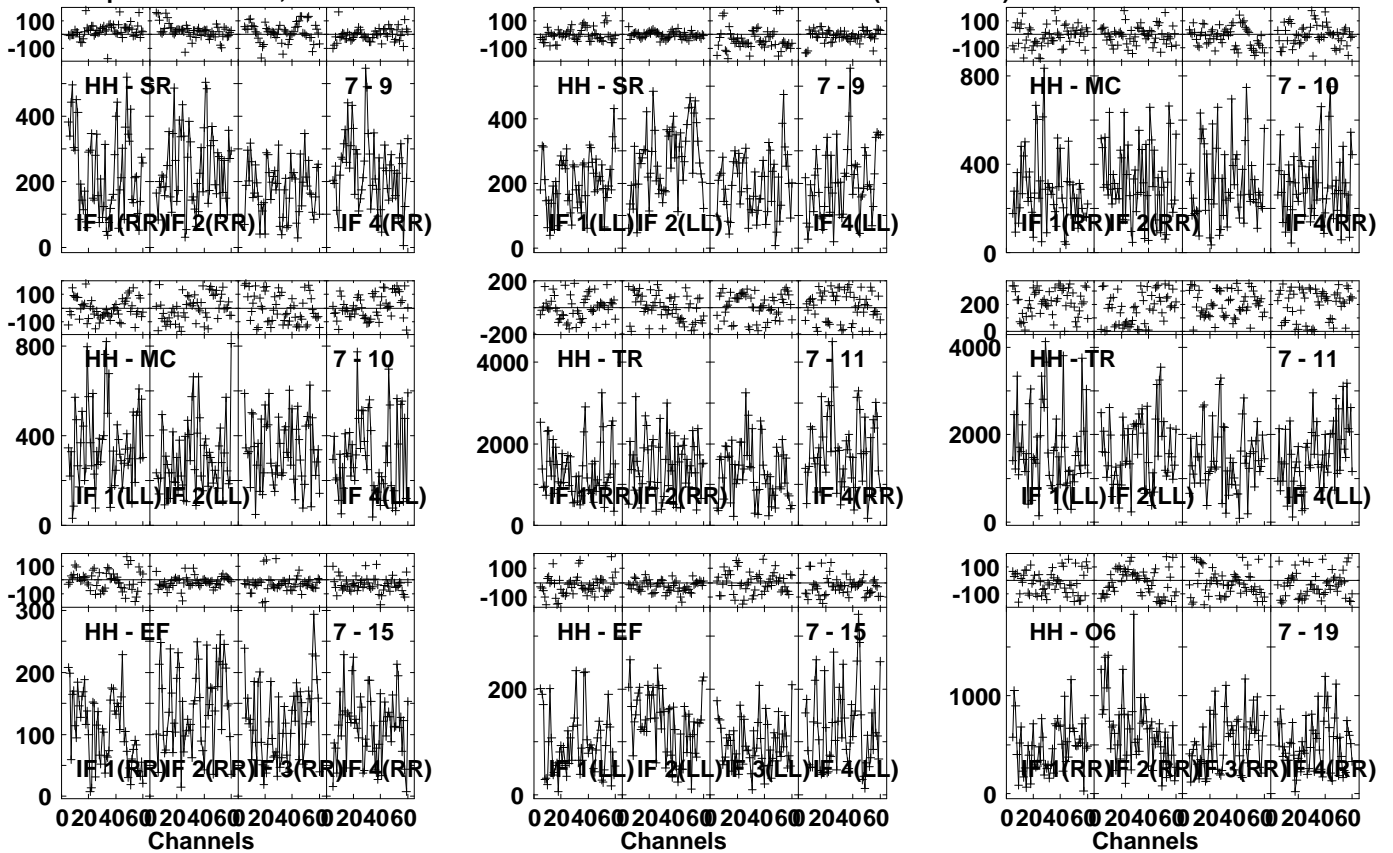 100
-100
HH - SR 7 - 9
400
200
0
IF 1(RR) IF 2(RR) IF 4(RR)
100
-100
HH - SR 7 - 9
600
400
200
0
IF 1(LL) IF 2(LL) IF 4(LL)
100
-100
HH - MC 7 - 10
800
400
0
IF 1(RR) IF 2(RR) IF 4(RR)
100
-100
HH - MC 7 - 10
800
400
0
IF 1(LL) IF 2(LL) IF 4(LL)
200
-200
HH - TR 7 - 11
4000
2000
0
IF 1(RR) IF 2(RR) IF 4(RR)
200
0
HH - TR 7 - 11
4000
2000
0
IF 1(LL) IF 2(LL) IF 4(LL)
100
-100
HH - EF 7 - 15
300
200
100
0
IF 1(RR) IF 2(RR) IF 3(RR) IF 4(RR)
0 20 40 60 0 20 40 60 0 20 40 60 0 20 40 60
Channels
100
-100
HH - EF 7 - 15
200
0
IF 1(LL) IF 2(LL) IF 3(LL) IF 4(LL)
0 20 40 60 0 20 40 60 0 20 40 60 0 20 40 60
Channels
100
-100
HH - O6 7 - 19
1000
0
IF 1(RR) IF 2(RR) IF 3(RR) IF 4(RR)
0 20 40 60 0 20 40 60 0 20 40 60 0 20 40 60
Channels